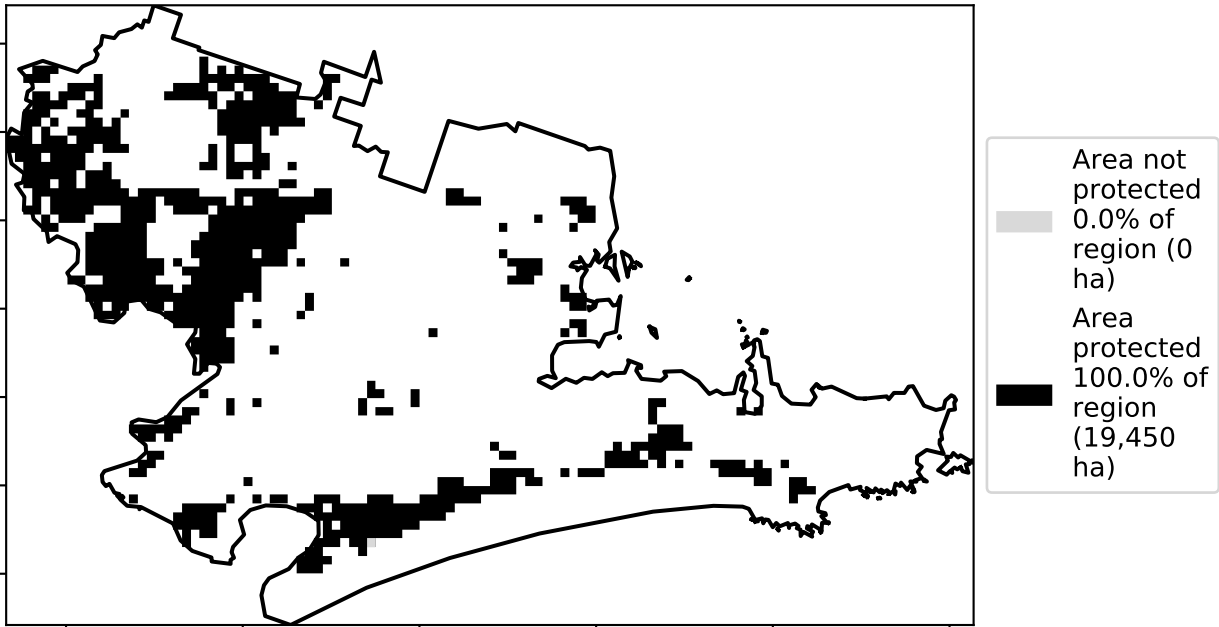 Area not
protected
0.0% of
region (0
ha)
Area
protected
100.0% of
region
(19,450
ha)